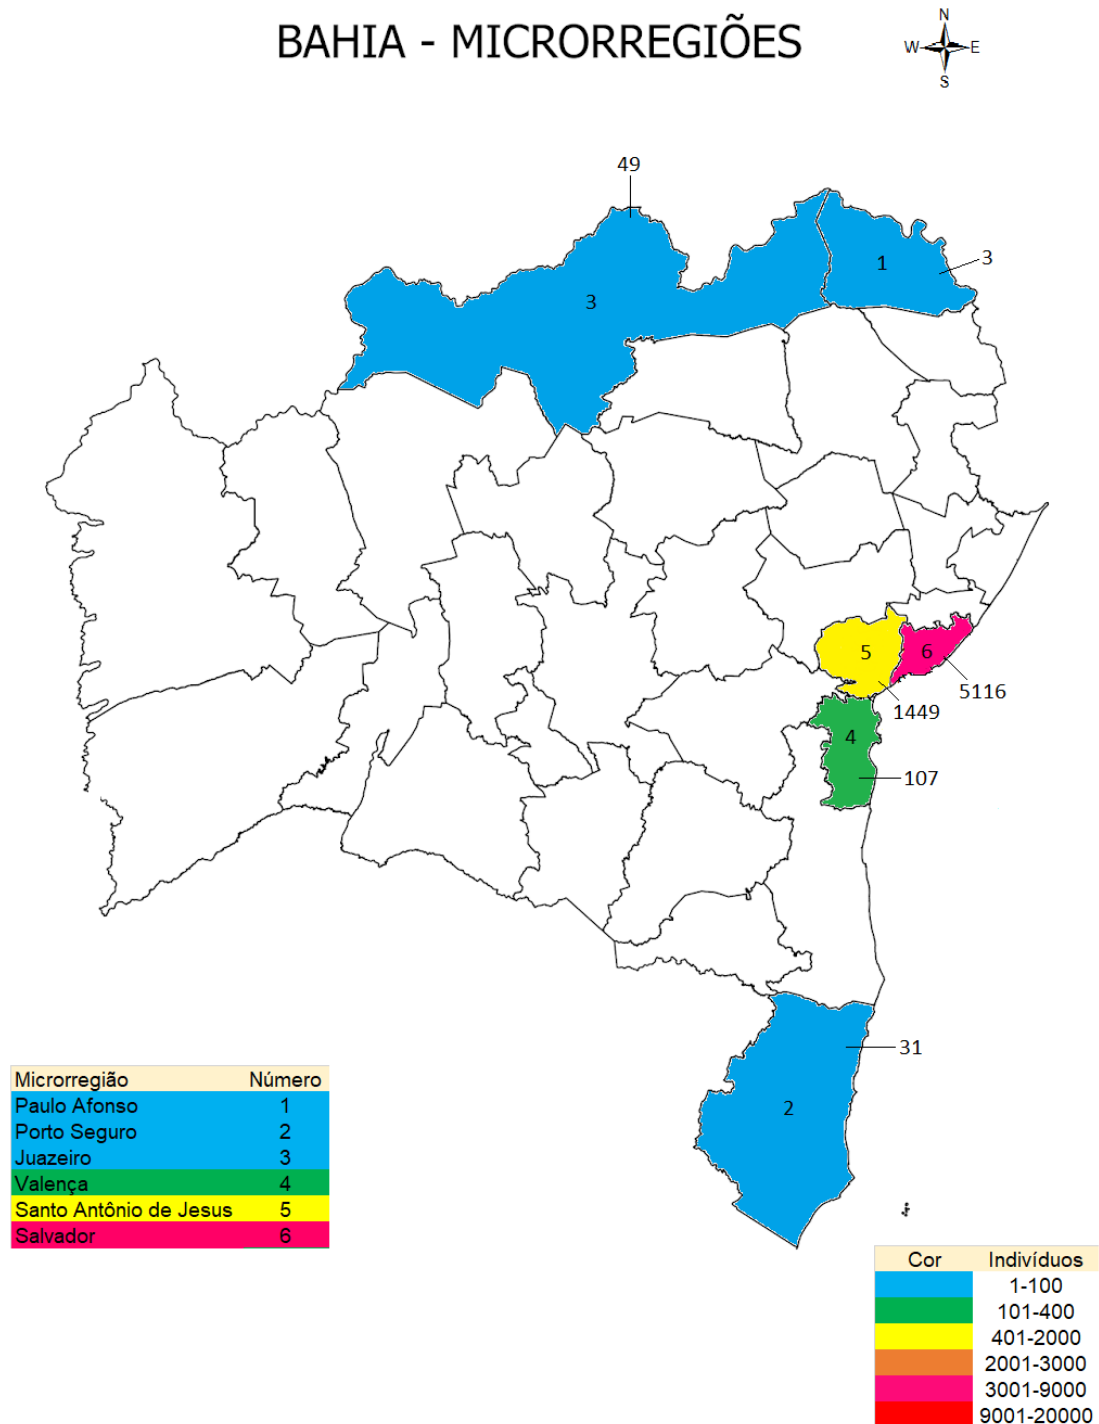 BAHIA - MICRORREGIÕES
N
W E
S
49
1
3
3
5
6
5116
1449
4
107
31
2
Microrregião Número
Paulo Afonso 1
Porto Seguro 2
Juazeiro 3
Valença 4
Santo Antônio de Jesus 5
Salvador 6
Cor Indivíduos
1-100
101-400
401-2000
2001-3000
3001-9000
9001-20000